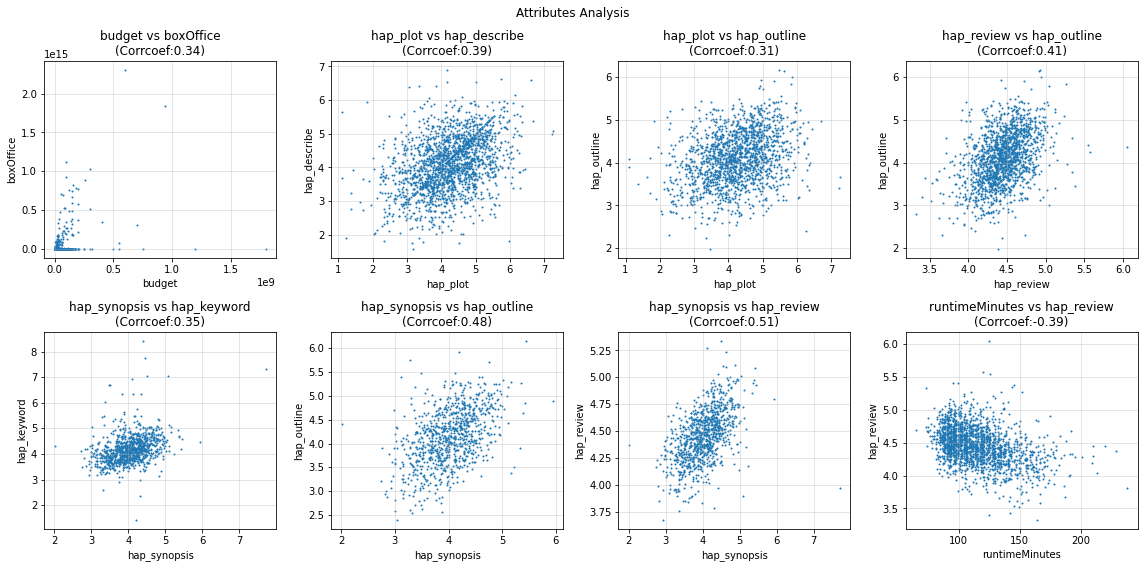 Attributes Analysis
budget vs boxOffice
(Corrcoef:0.34)
1e15
2.0
1.5
1.0
0.5
0.0
boxOffice
0.0 0.5 1.0 1.5
budget
1e9
hap_plot vs hap_describe
(Corrcoef:0.39)
7
6
5
4
3
2
hap_describe
1 2 3 4 5 6 7
hap_plot
hap_plot vs hap_outline
(Corrcoef:0.31)
6
5
4
3
2
hap_outline
1 2 3 4 5 6 7
hap_plot
hap_review vs hap_outline
(Corrcoef:0.41)
6
5
4
3
2
hap_outline
3.5 4.0 4.5 5.0 5.5 6.0
hap_review
hap_synopsis vs hap_keyword
(Corrcoef:0.35)
8
7
6
5
4
3
2
hap_keyword
2 3 4 5 6 7
hap_synopsis
hap_synopsis vs hap_outline
(Corrcoef:0.48)
6.0
5.5
5.0
4.5
4.0
3.5
3.0
2.5
hap_outline
2 3 4 5 6
hap_synopsis
hap_synopsis vs hap_review
(Corrcoef:0.51)
5.25
5.00
4.75
4.50
4.25
4.00
3.75
hap_review
2 3 4 5 6 7
hap_synopsis
runtimeMinutes vs hap_review
(Corrcoef:-0.39)
6.0
5.5
5.0
4.5
4.0
3.5
hap_review
100 150 200
runtimeMinutes